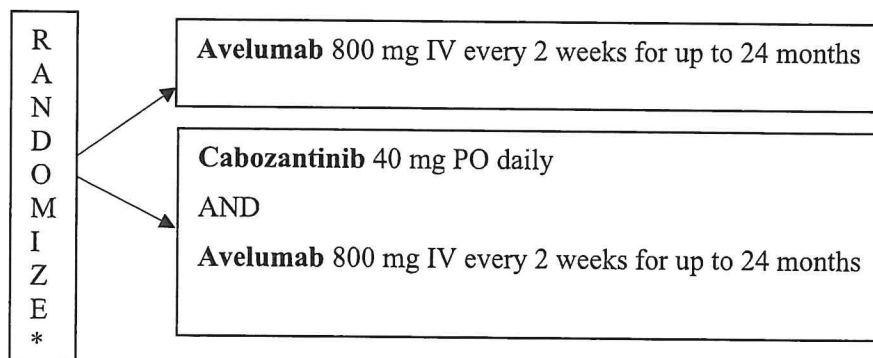 RANDOMIZE*
Avelumab 800 mg IV every 2 weeks for up to 24 months
Cabozantinib 40 mg PO daily
AND
Avelumab 800 mg IV every 2 weeks for up to 24 months